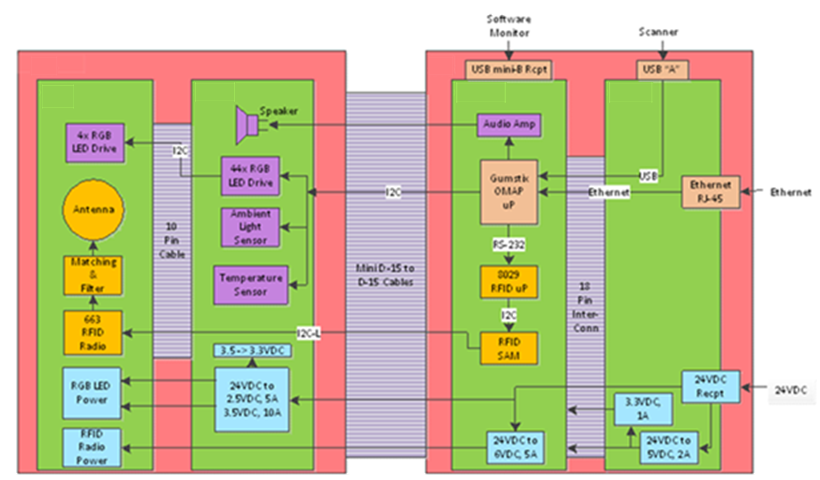 Software
Monitor
Scanner
USB mini-B Rcpt
USB "A"
Speaker
Audio Amp
4x RGB
LED Drive
I2C
44x RGB
LED Drive
I2C
Gumstix
OMAP
uP
USB
Ethernet
Ethernet
RJ-45
Ethernet
Antenna
Ambient
Light
Sensor
10
Pin
Cable
RS-232
Matching
&
Filter
Temperature
Sensor
Mini D-15 to
D-15 Cables
8029
RFID uP
18
Pin
Inter-
Conn
I2C
663
RFID
Radio
I2C-L
RFID
SAM
3.5->3.3VDC
RGB LED
Power
24VDC to
2.5VDC, 5A
3.5VDC, 10A
24VDC
Rcpt
24VDC
3.3VDC,
1A
RFID
Radio
Power
24VDC to
6VDC, 5A
24VDC to
5VDC, 2A